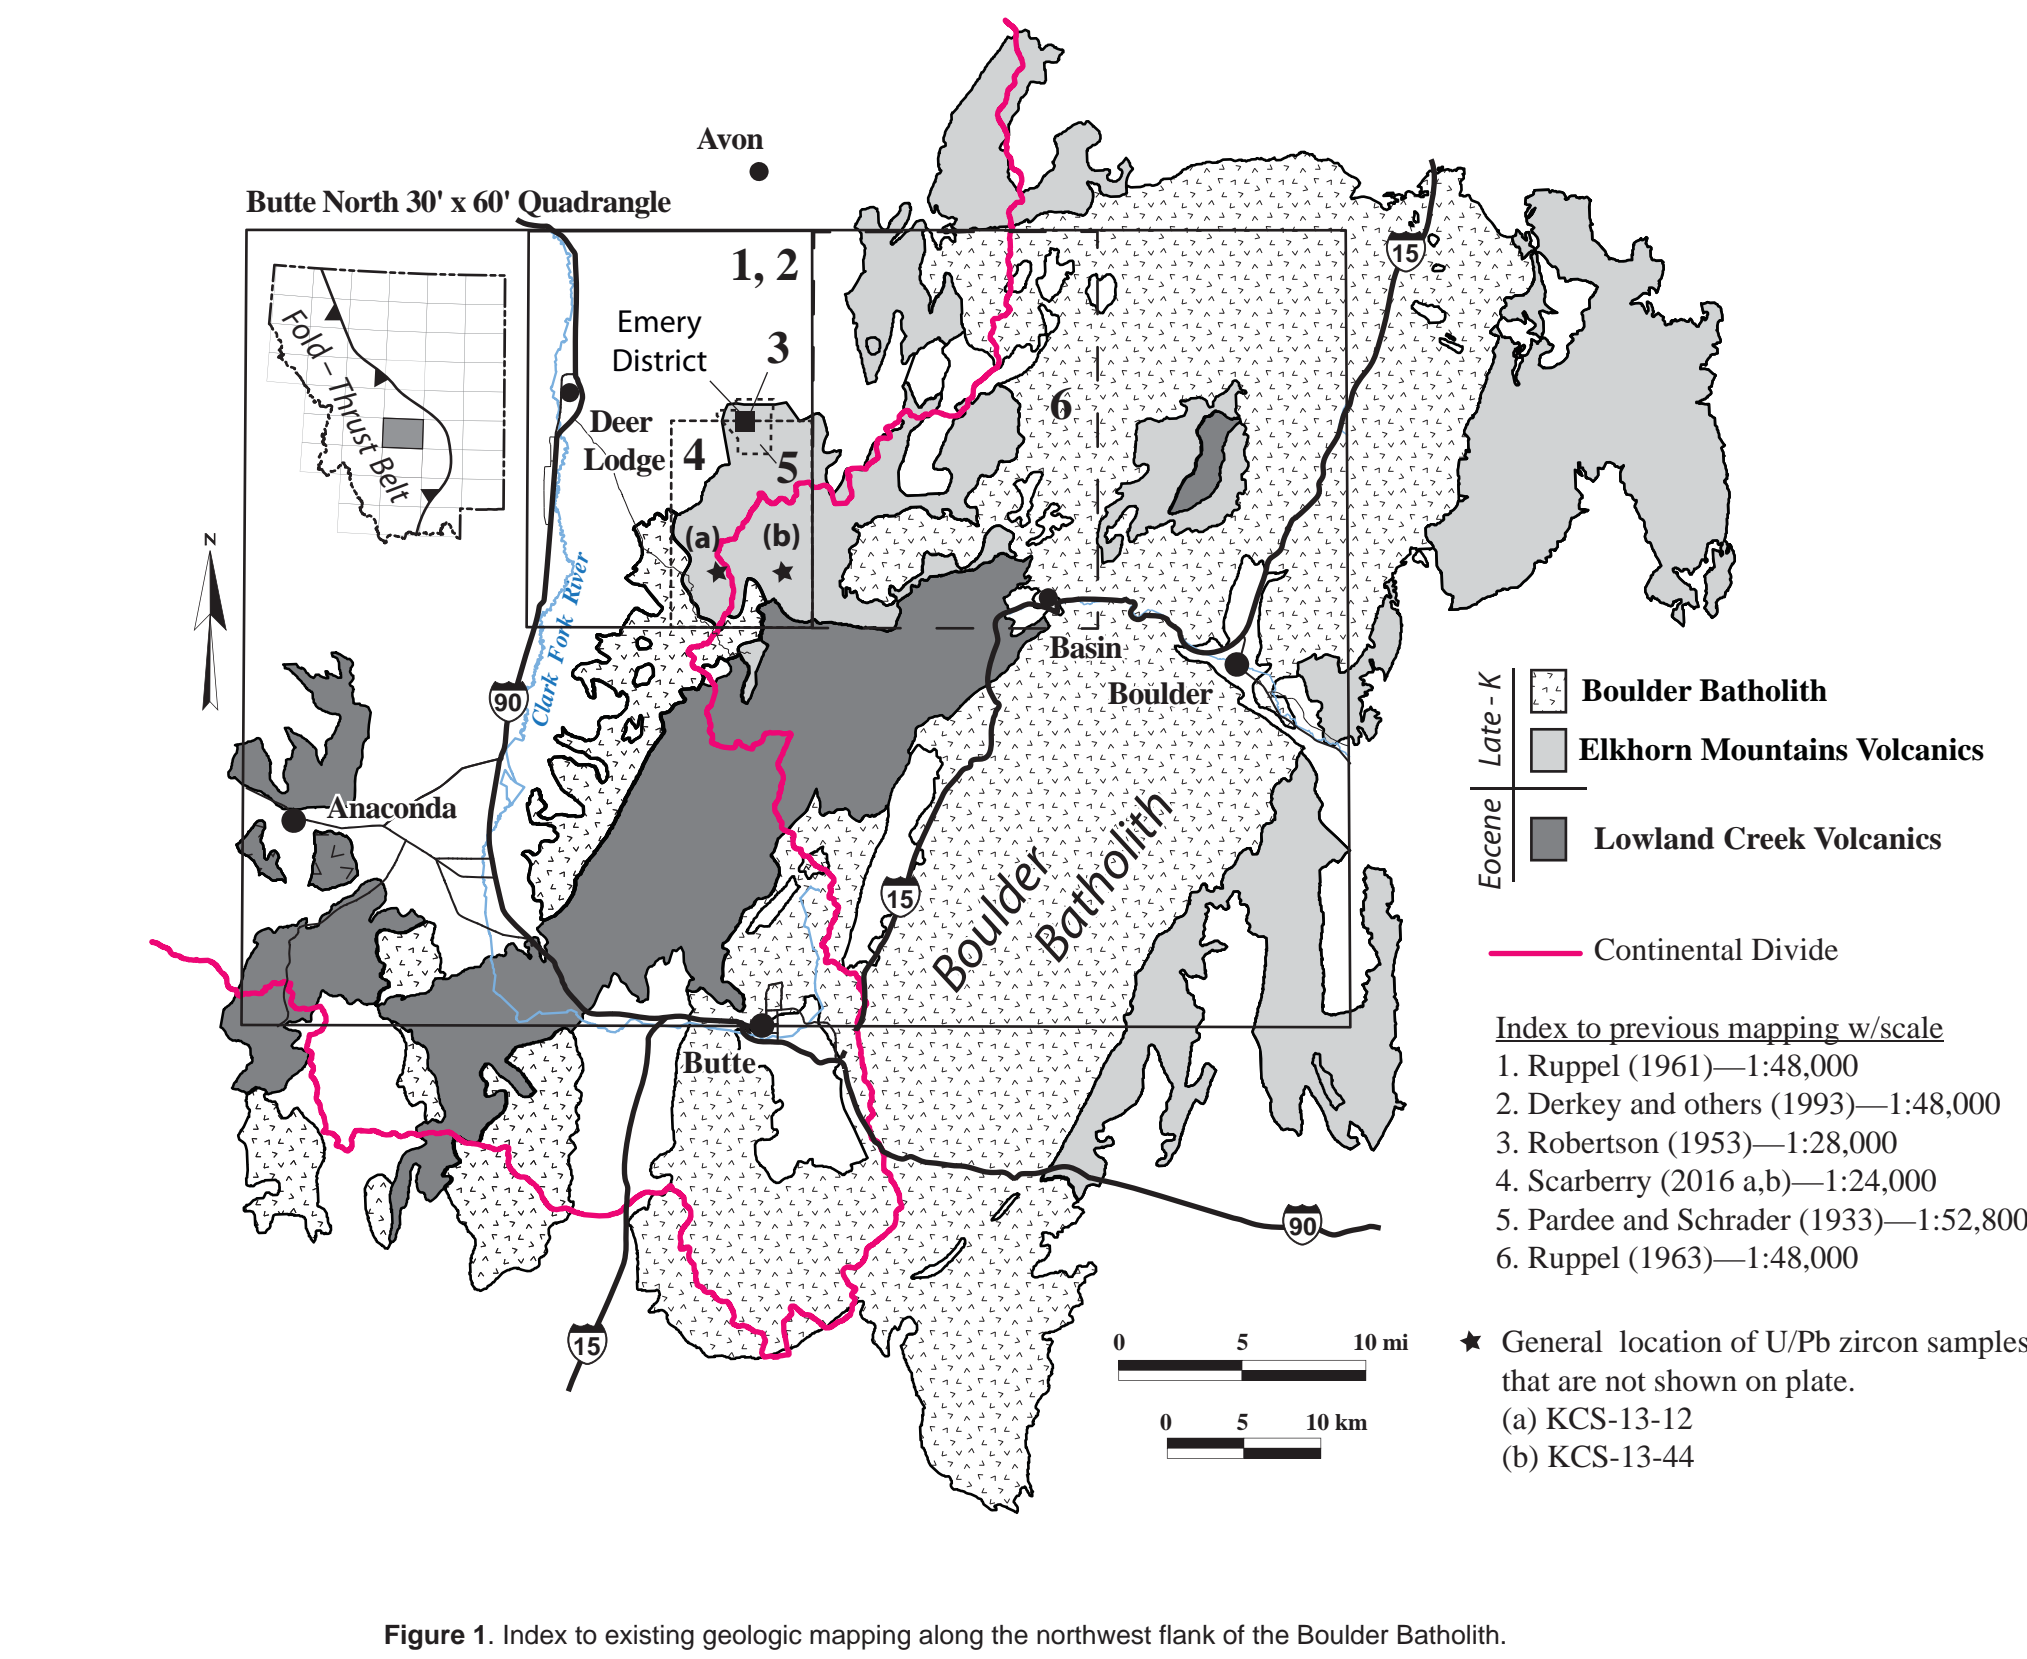 Avon
Butte North 30' x 60' Quadrangle
15
1, 2
Emery
District
3
Fold – Thrust Belt
6
Deer
Lodge
4
5
(a)
(b)
N
Clark Fork River
Basin
Boulder
90
Anaconda
15
Boulder
Batholith
Butte
90
15
Late - K
Eocene
Boulder Batholith
Elkhorn Mountains Volcanics
Lowland Creek Volcanics
Continental Divide
Index to previous mapping w/scale
1. Ruppel (1961)—1:48,000
2. Derkey and others (1993)—1:48,000
3. Robertson (1953)—1:28,000
4. Scarberry (2016 a,b)—1:24,000
5. Pardee and Schrader (1933)—1:52,800
6. Ruppel (1963)—1:48,000
0 5 10 mi
0 5 10 km
General location of U/Pb zircon samples
that are not shown on plate.
(a) KCS-13-12
(b) KCS-13-44
Figure 1. Index to existing geologic mapping along the northwest flank of the Boulder Batholith.